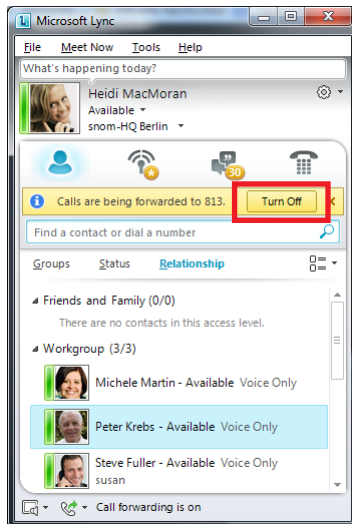 Microsoft Lync
File Meet Now Tools Help
What's happening today?
Heidi MacMoran
Available
snom-HQ Berlin
30
Calls are being forwarded to 813. Turn Off
Find a contact or dial a number
Groups Status Relationship
Friends and Family (0/0)
There are no contacts in this access level.
Workgroup (3/3)
Michele Martin - Available Voice Only
Peter Krebs - Available Voice Only
Steve Fuller - Available Voice Only
susan
Call forwarding is on